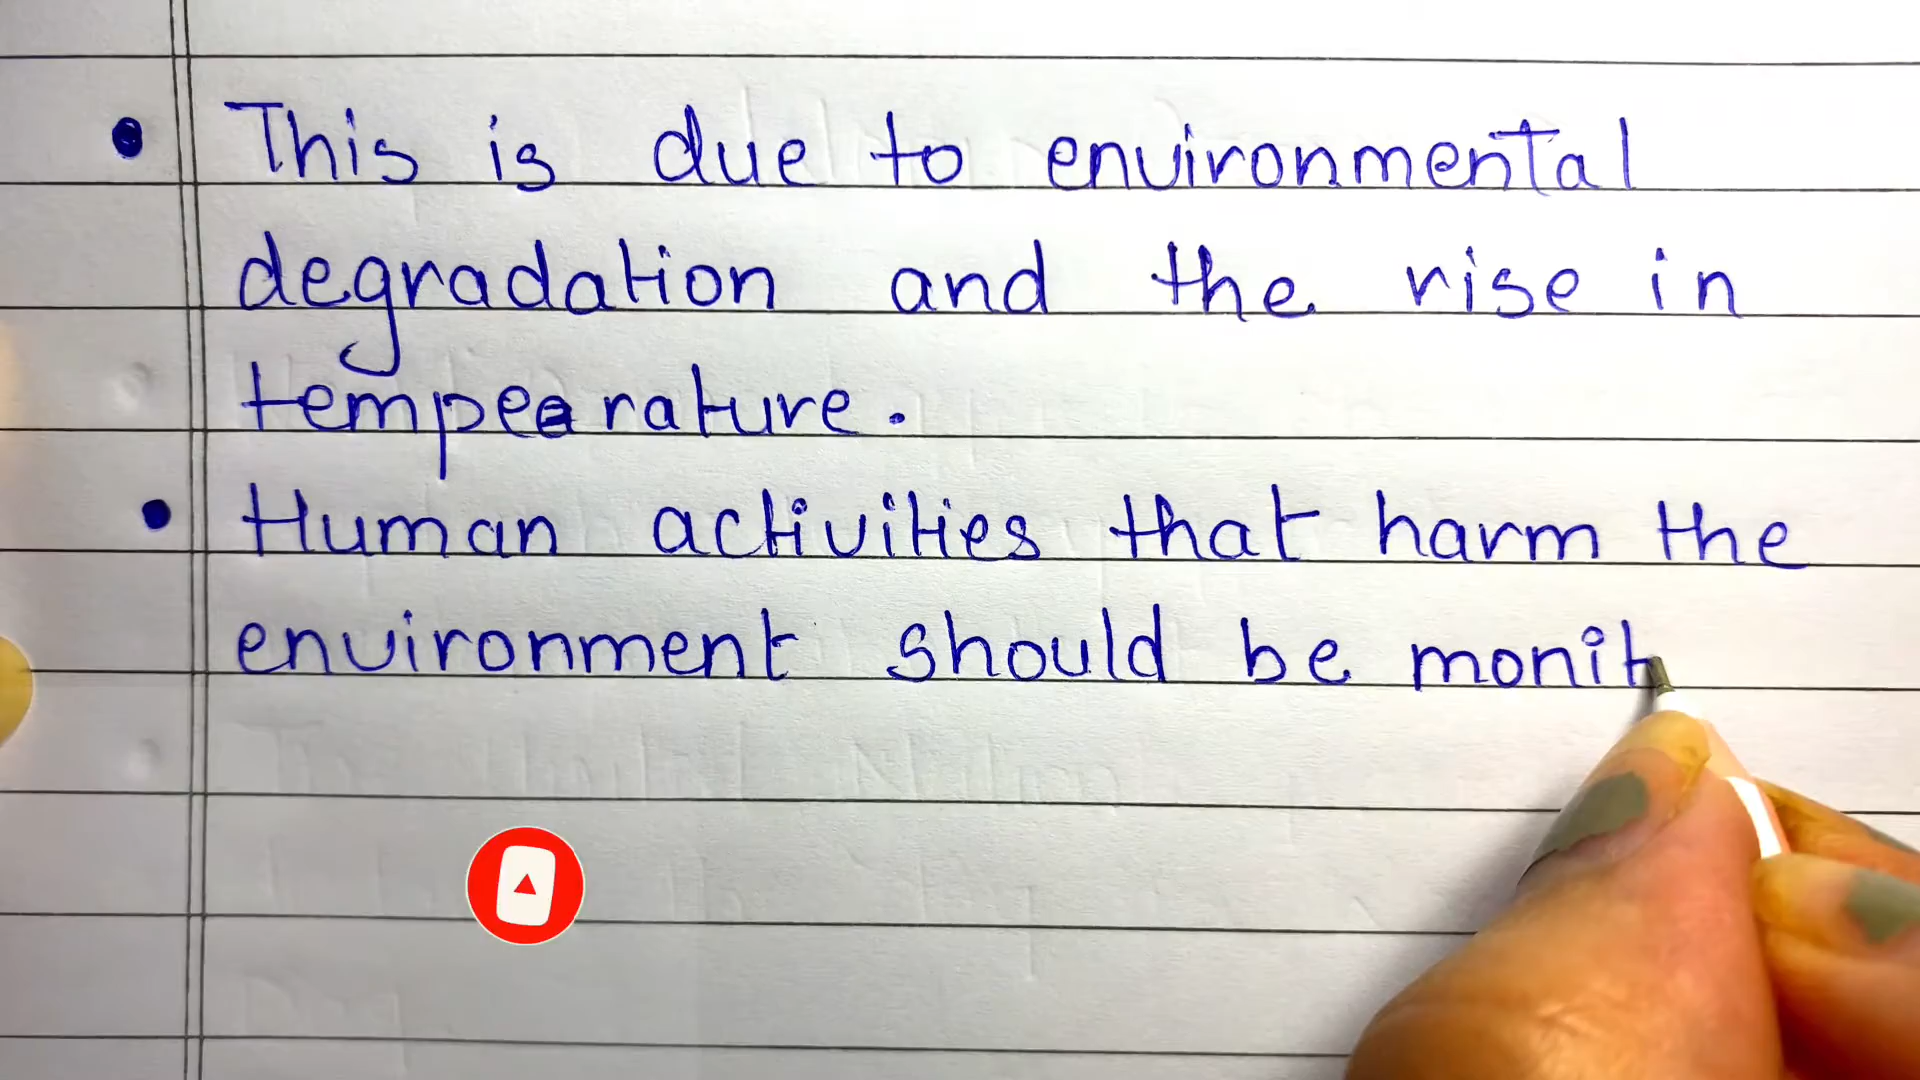 • This is due to environmental
degradation and the rise in
tempearature.
• Human activities that harm the
environment should be monit